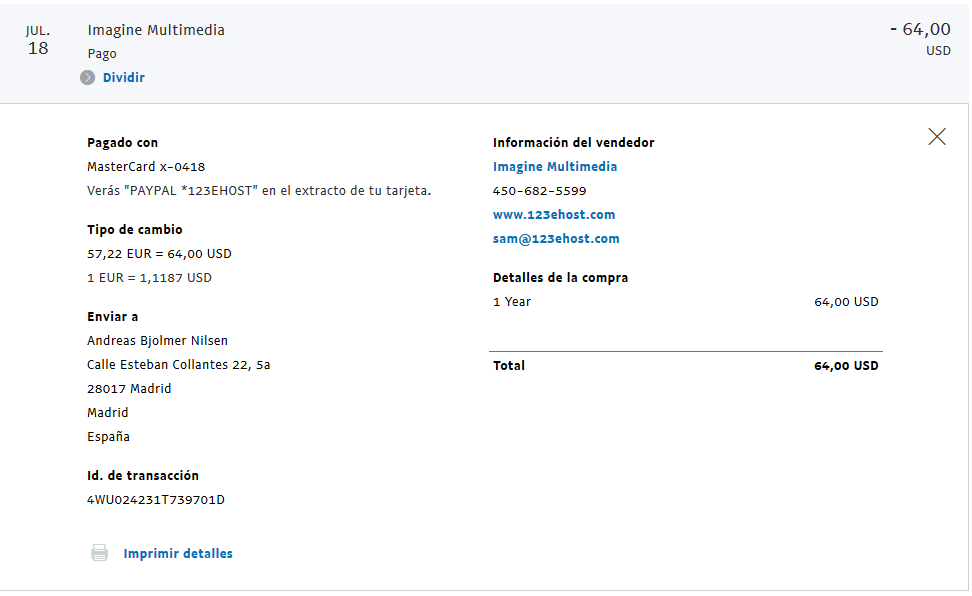 JUL.
18
Imagine Multimedia
Pago
Dividir
- 64,00
USD
Pagado con
MasterCard x-0418
Verás "PAYPAL *123EHOST" en el extracto de tu tarjeta.
Tipo de cambio
57,22 EUR = 64,00 USD
1 EUR = 1,1187 USD
Enviar a
Andreas Bjolmer Nilsen
Calle Esteban Collantes 22, 5a
28017 Madrid
Madrid
España
Id. de transacción
4WU024231T739701D
Imprimir detalles
Información del vendedor
Imagine Multimedia
450-682-5599
www.123ehost.com
sam@123ehost.com
Detalles de la compra
1 Year 64,00 USD
Total 64,00 USD